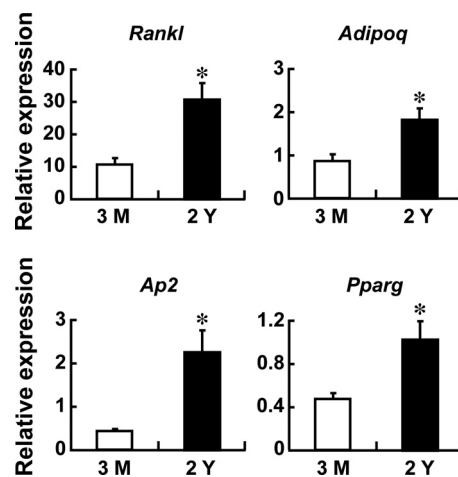 Rankl
Adipoq
Relative expression
40
30
20
10
0
*
3 M
2 Y
3
2
1
0
*
3 M
2 Y
Ap2
Pparg
Relative expression
3
2
1
0
*
3 M
2 Y
1.2
0.8
0.4
0
*
3 M
2 Y